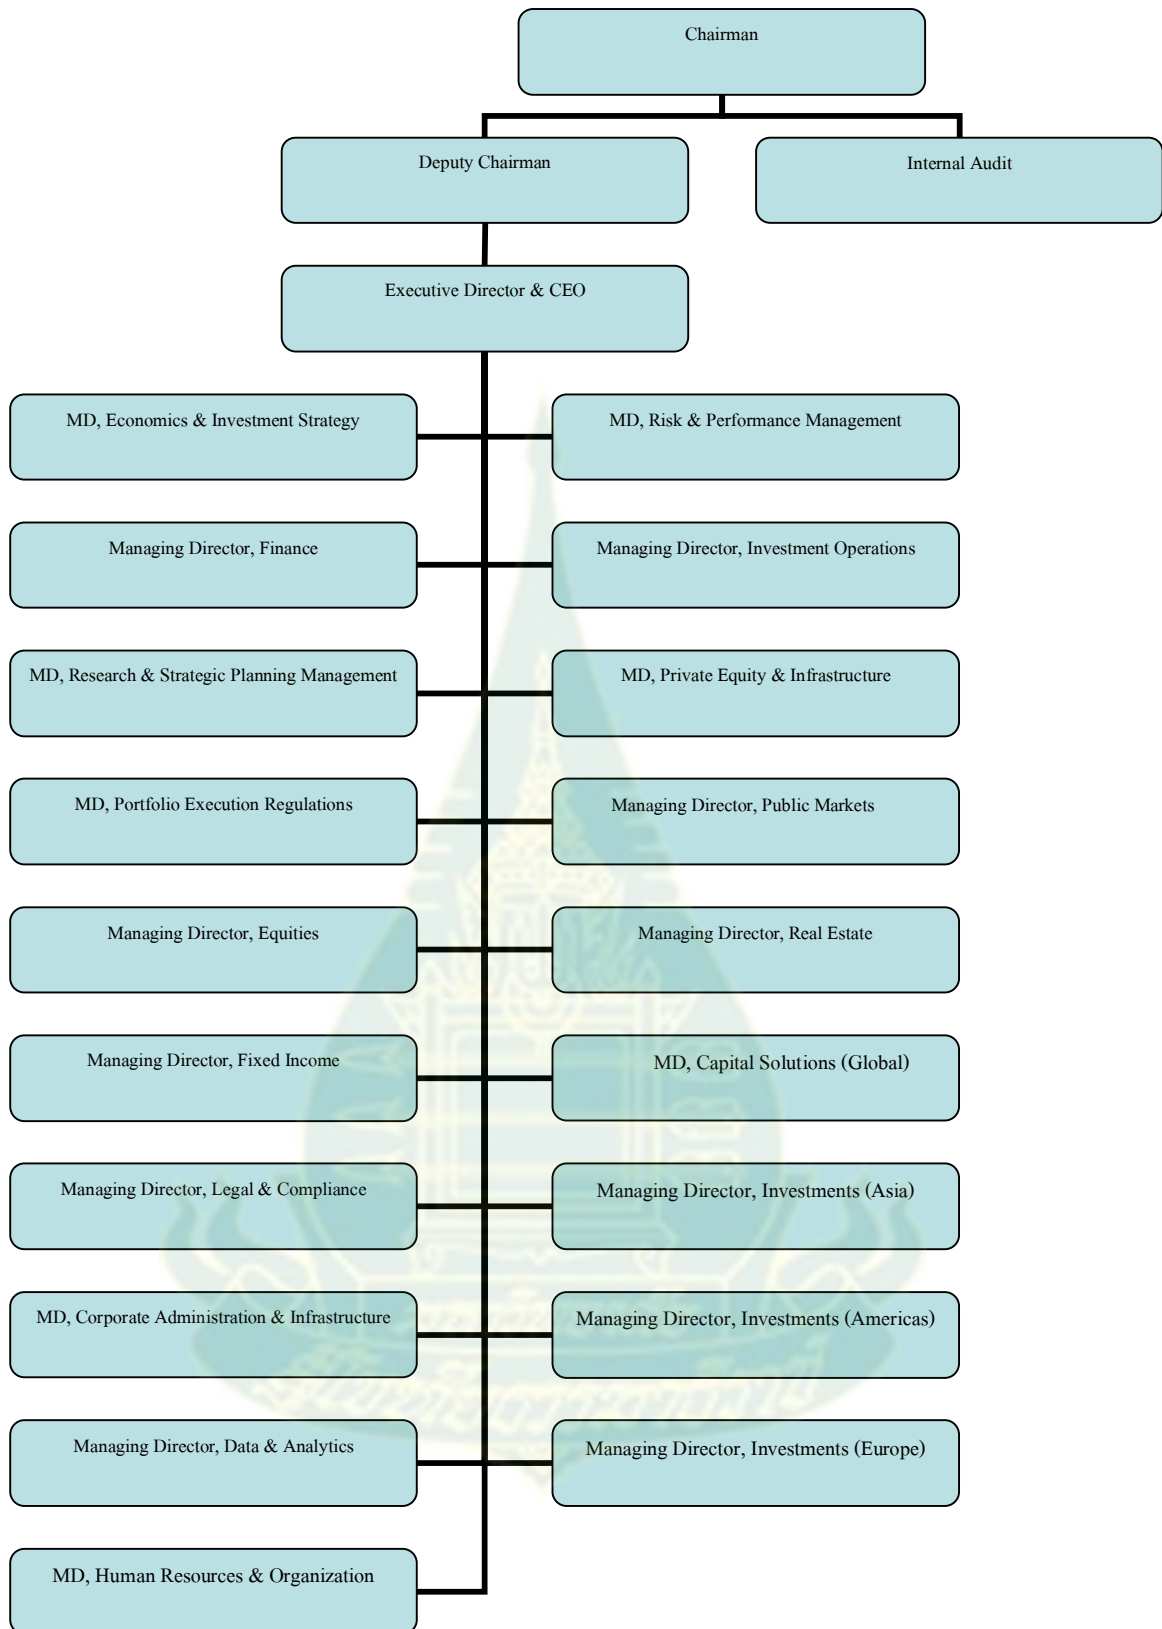 Chairman
Deputy Chairman
Internal Audit
Executive Director & CEO
MD, Economics & Investment Strategy
MD, Risk & Performance Management
Managing Director, Finance
Managing Director, Investment Operations
MD, Research & Strategic Planning Management
MD, Private Equity & Infrastructure
MD, Portfolio Execution Regulations
Managing Director, Public Markets
Managing Director, Equities
Managing Director, Real Estate
Managing Director, Fixed Income
MD, Capital Solutions (Global)
Managing Director, Legal & Compliance
Managing Director, Investments (Asia)
MD, Corporate Administration & Infrastructure
Managing Director, Investments (Americas)
Managing Director, Data & Analytics
Managing Director, Investments (Europe)
MD, Human Resources & Organization